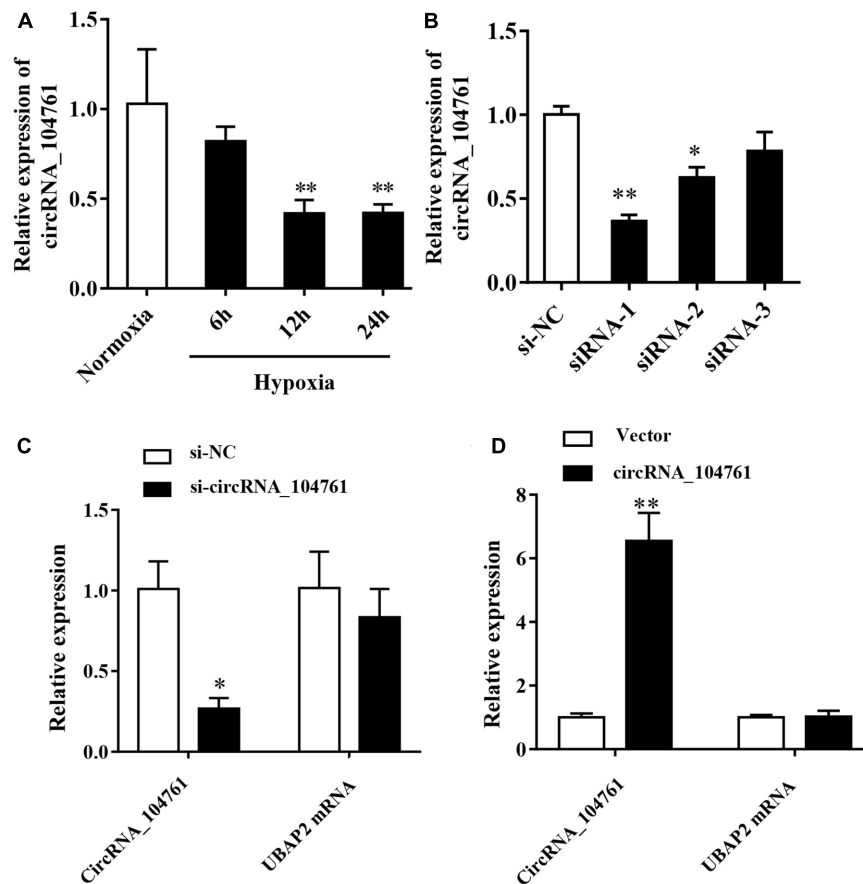 A
Relative expression of
circRNA_104761
1.5
1.0
0.5
0.0
**
**
Normoxia
6h
12h
24h
Hypoxia
B
Relative expression of
circRNA_104761
1.5
1.0
0.5
0.0
**
*
si-NC
siRNA-1
siRNA-2
siRNA-3
C
si-NC
si-circRNA_104761
Relative expression
1.5
1.0
0.5
0.0
*
CircRNA_104761
UBAP2 mRNA
D
Vector
circRNA_104761
Relative expression
8
6
4
2
0
**
CircRNA_104761
UBAP2 mRNA